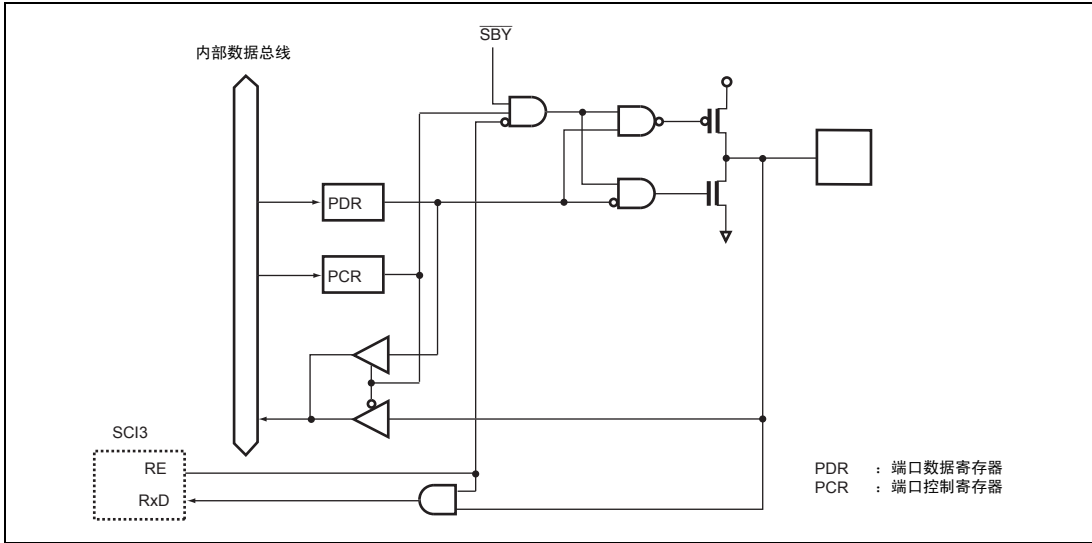 SBY
内部数据总线
PDR
PCR
SCI3
RE
RxD
PDR : 端口数据寄存器
PCR : 端口控制寄存器